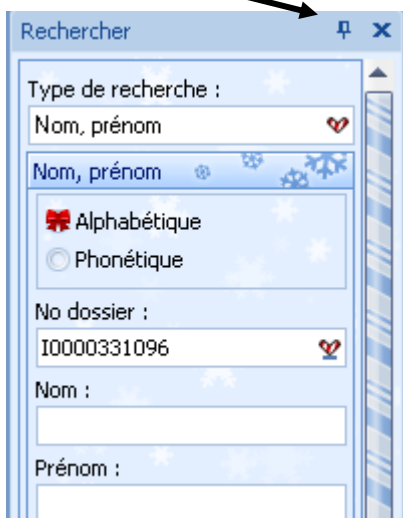 Rechercher
Type de recherche :
Nom, prénom
Nom, prénom
Alphabétique
Phonétique
No dossier :
I0000331096
Nom :
Prénom :